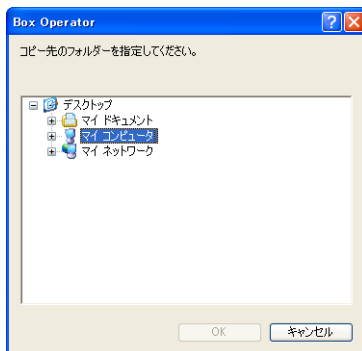 Box Operator
コピー先のフォルダーを指定してください。
デスクトップ
マイ ドキュメント
マイ コンピュータ
マイ ネットワーク
OK
キャンセル